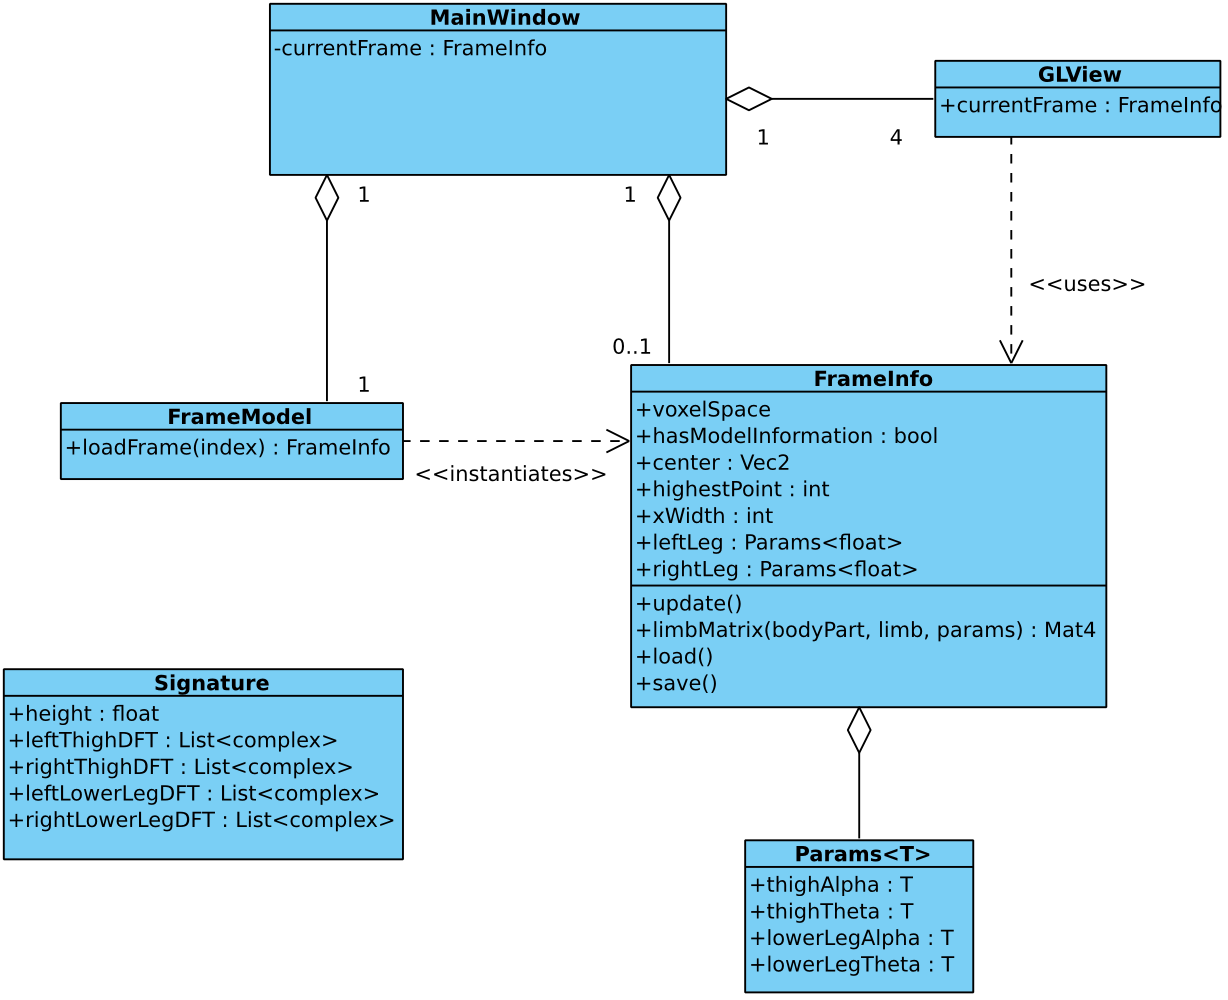 MainWindow
-currentFrame : FrameInfo
GLView
+currentFrame : FrameInfo
1
4
1
1
<<uses>>
0..1
1
FrameModel
+loadFrame(index) : FrameInfo
<<instantiates>>
FrameInfo
+voxelSpace
+hasModelInformation : bool
+center : Vec2
+highestPoint : int
+xWidth : int
+leftLeg : Params<float>
+rightLeg : Params<float>
+update()
+limbMatrix(bodyPart, limb, params) : Mat4
+load()
+save()
Signature
+height : float
+leftThighDFT : List<complex>
+rightThighDFT : List<complex>
+leftLowerLegDFT : List<complex>
+rightLowerLegDFT : List<complex>
Params<T>
+thighAlpha : T
+thighTheta : T
+lowerLegAlpha : T
+lowerLegTheta : T